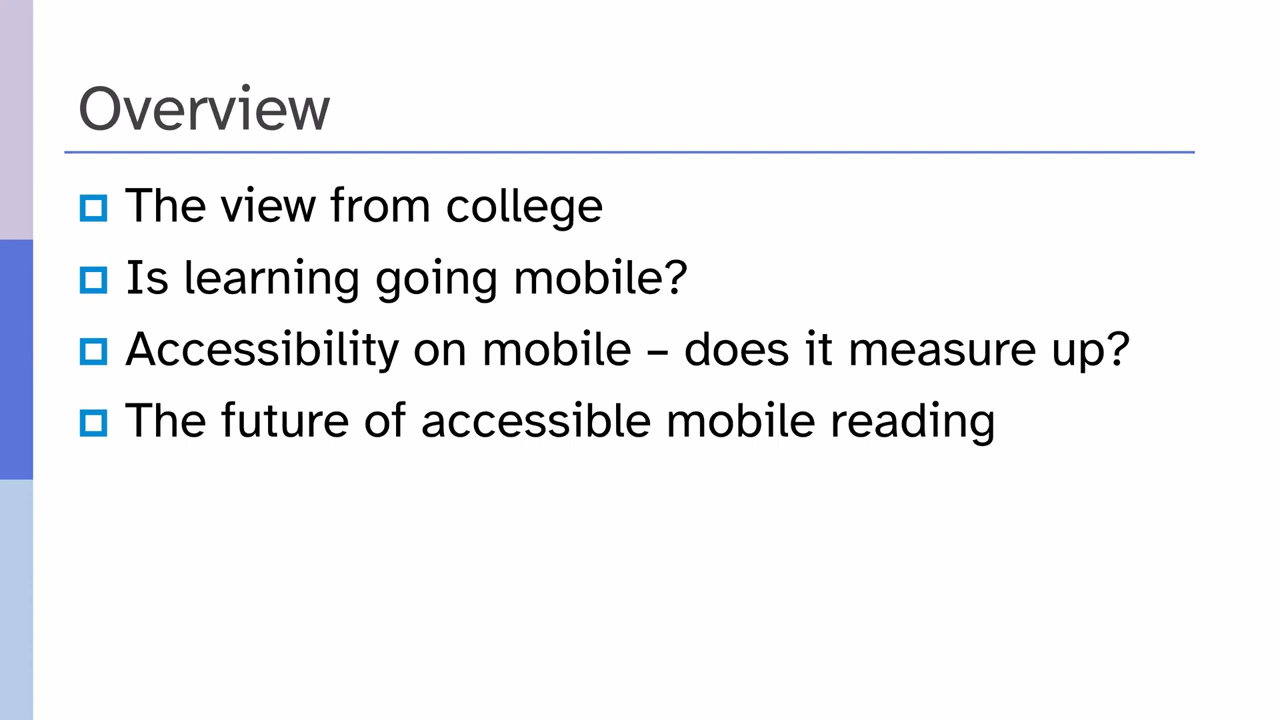 Overview
The view from college
Is learning going mobile?
Accessibility on mobile – does it measure up?
The future of accessible mobile reading